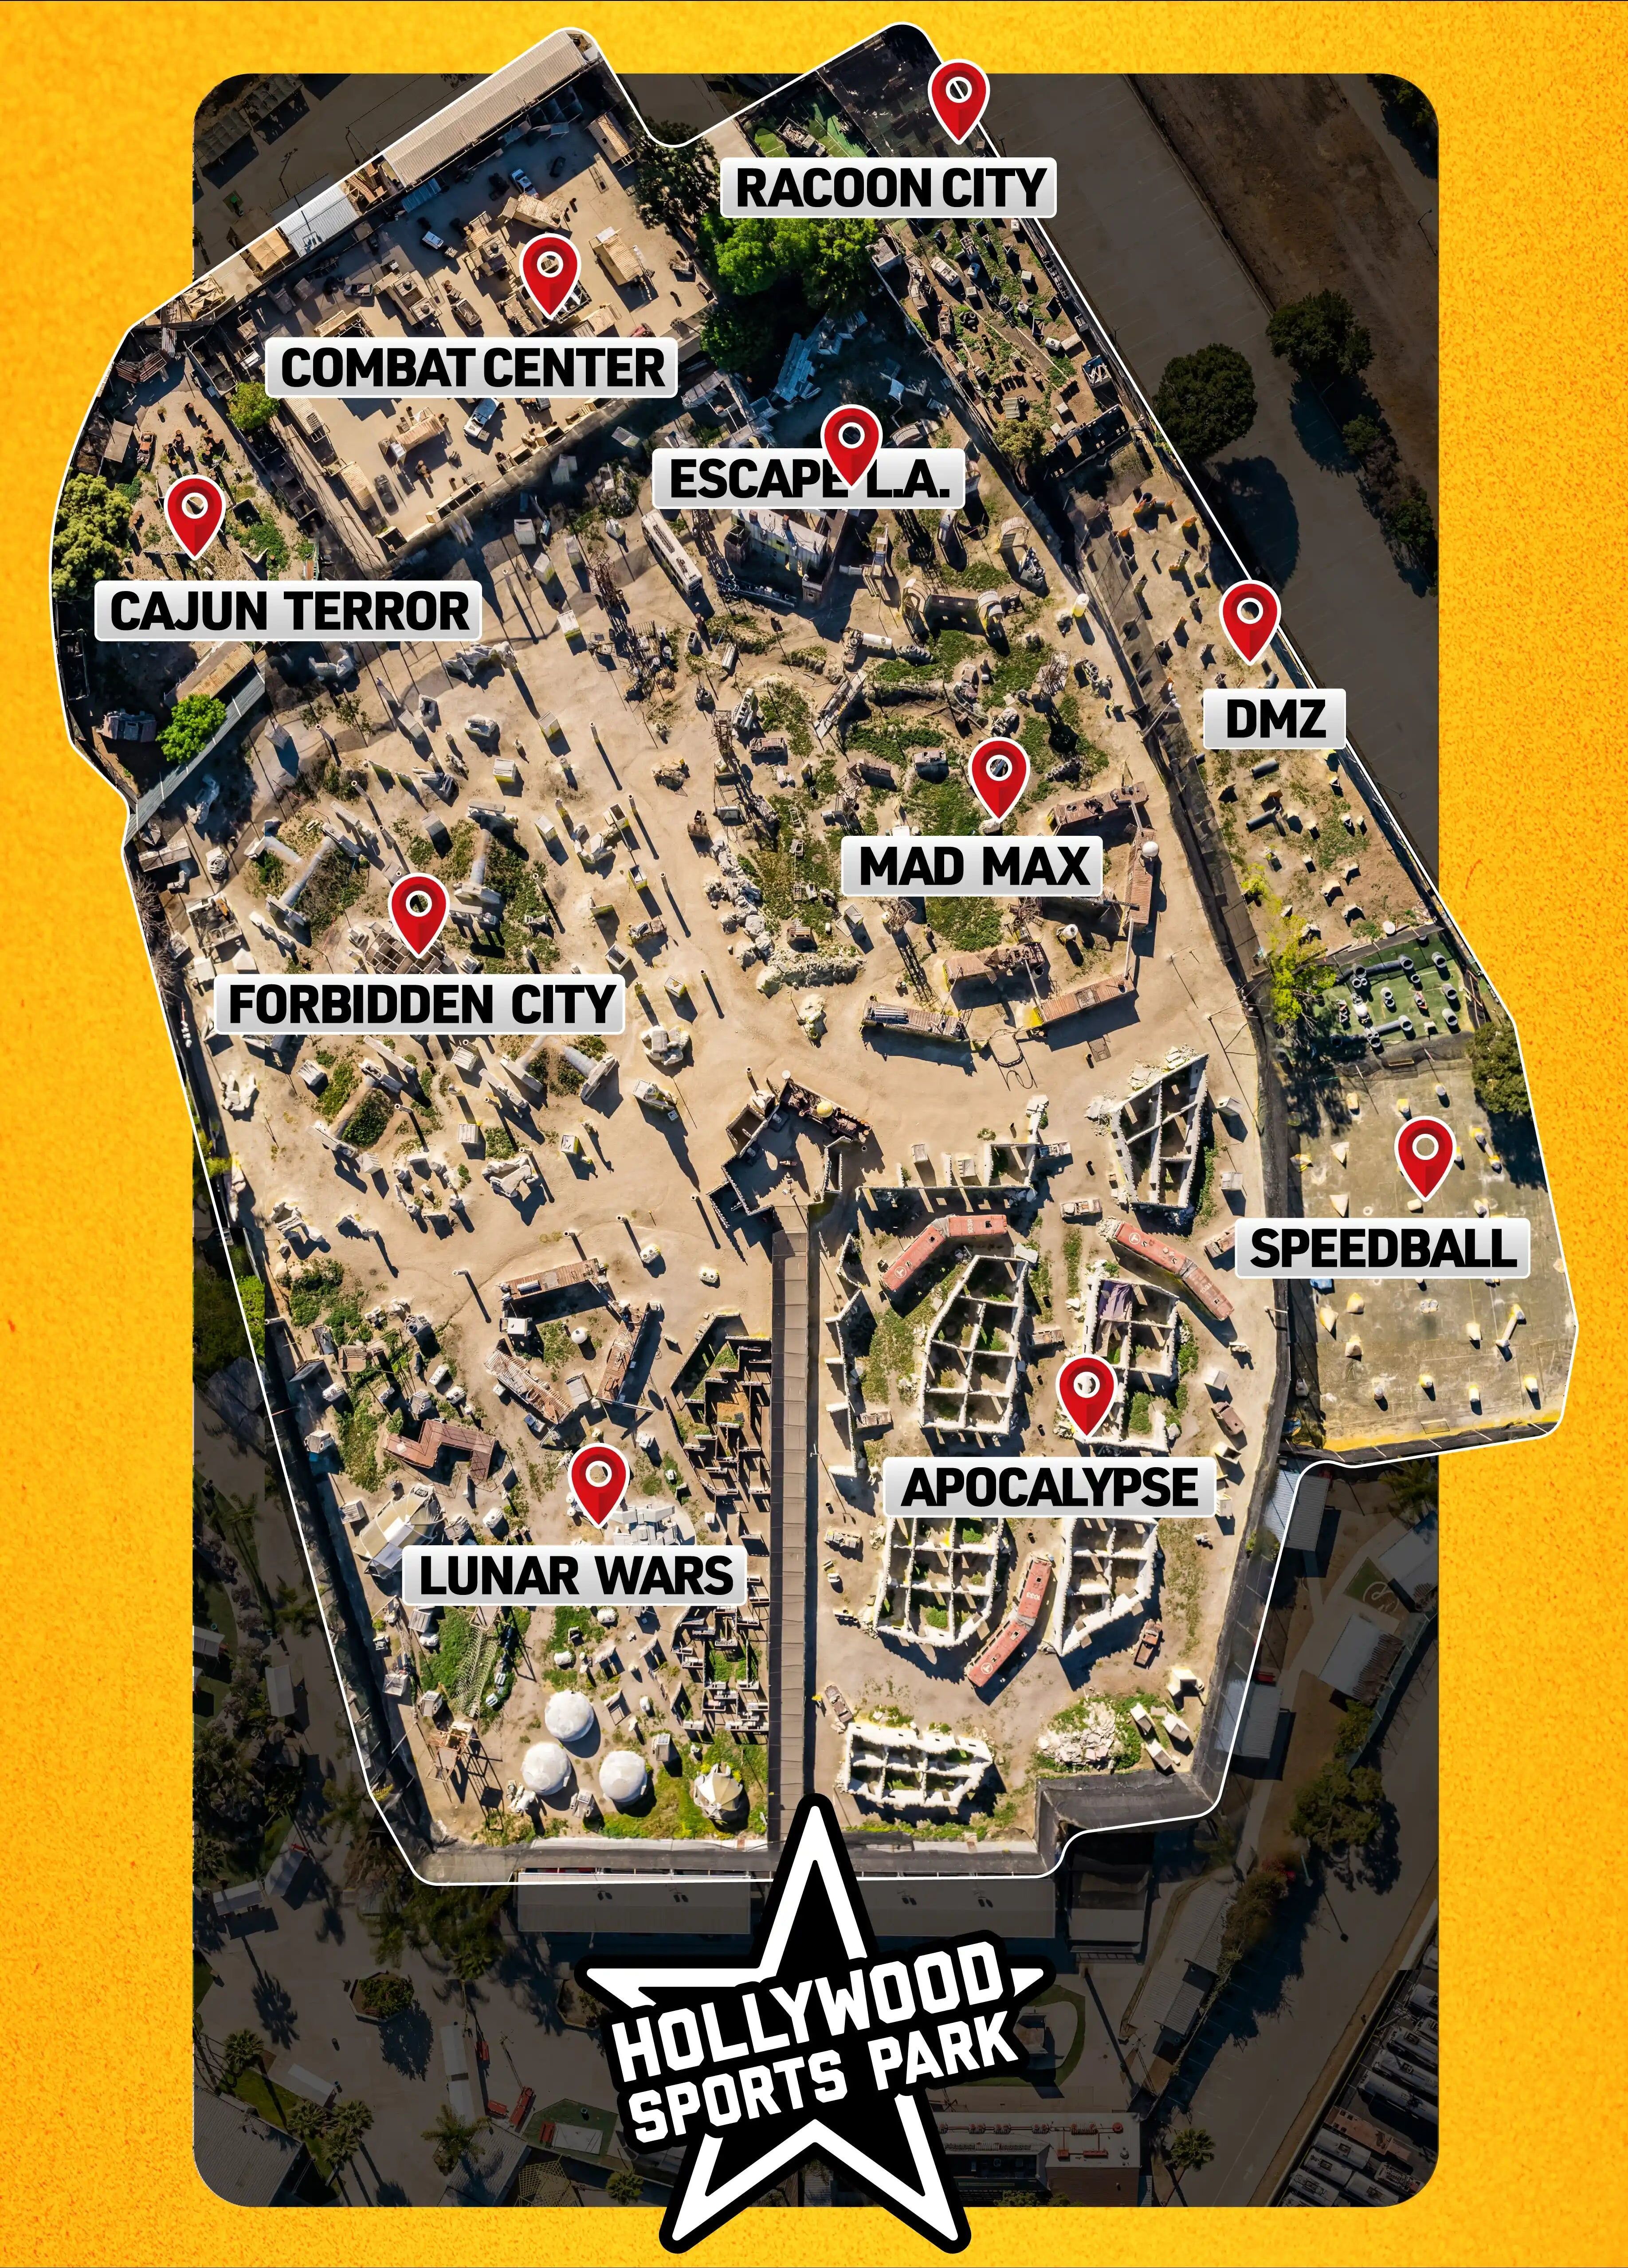 RACOON CITY
COMBAT CENTER
ESCAPE L.A.
CAJUN TERROR
DMZ
MAD MAX
FORBIDDEN CITY
SPEEDBALL
APOCALYPSE
LUNAR WARS
HOLLYWOOD
SPORTS PARK